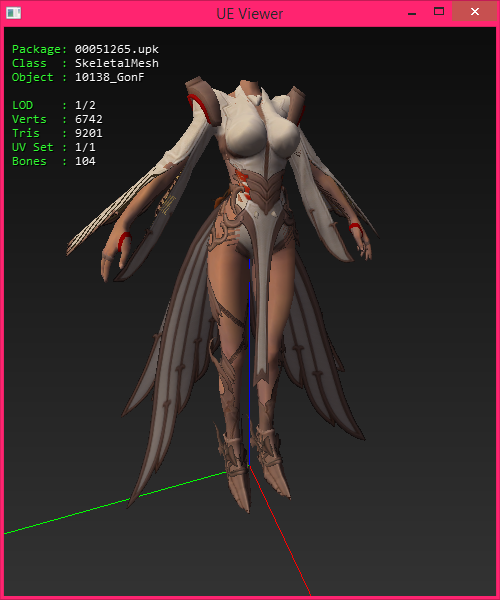 UE Viewer
Package: 00051265.upk
Class : SkeletalMesh
Object : 10138_GonF
LOD : 1/2
Verts : 6742
Tris : 9201
UV Set : 1/1
Bones : 104